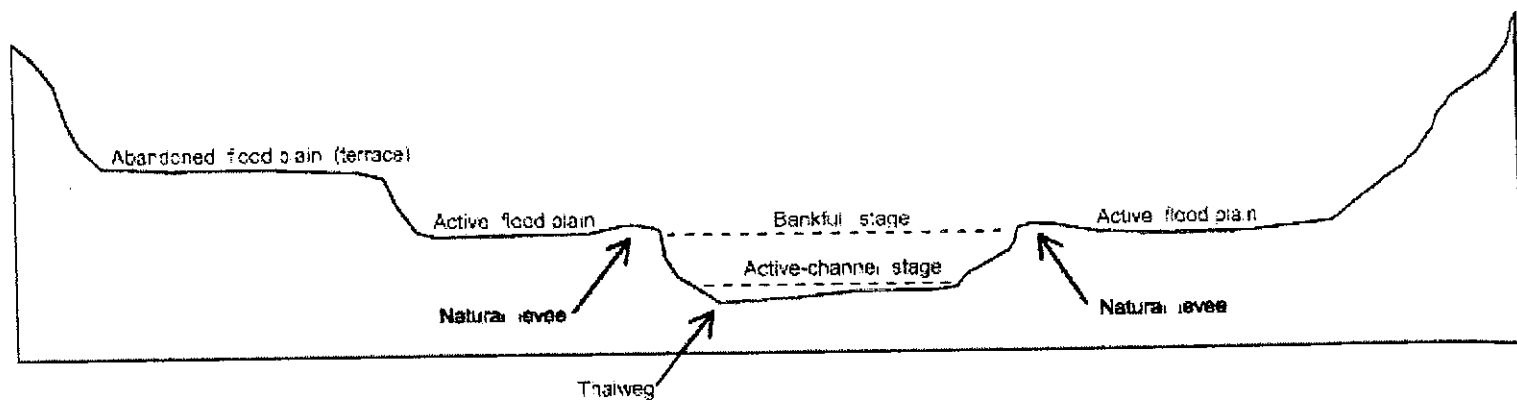 Abandoned flood plain (terrace)
Active flood plain
Bankful stage
Active flood plain
Active-channel stage
Natural levee
Natural levee
Thalweg